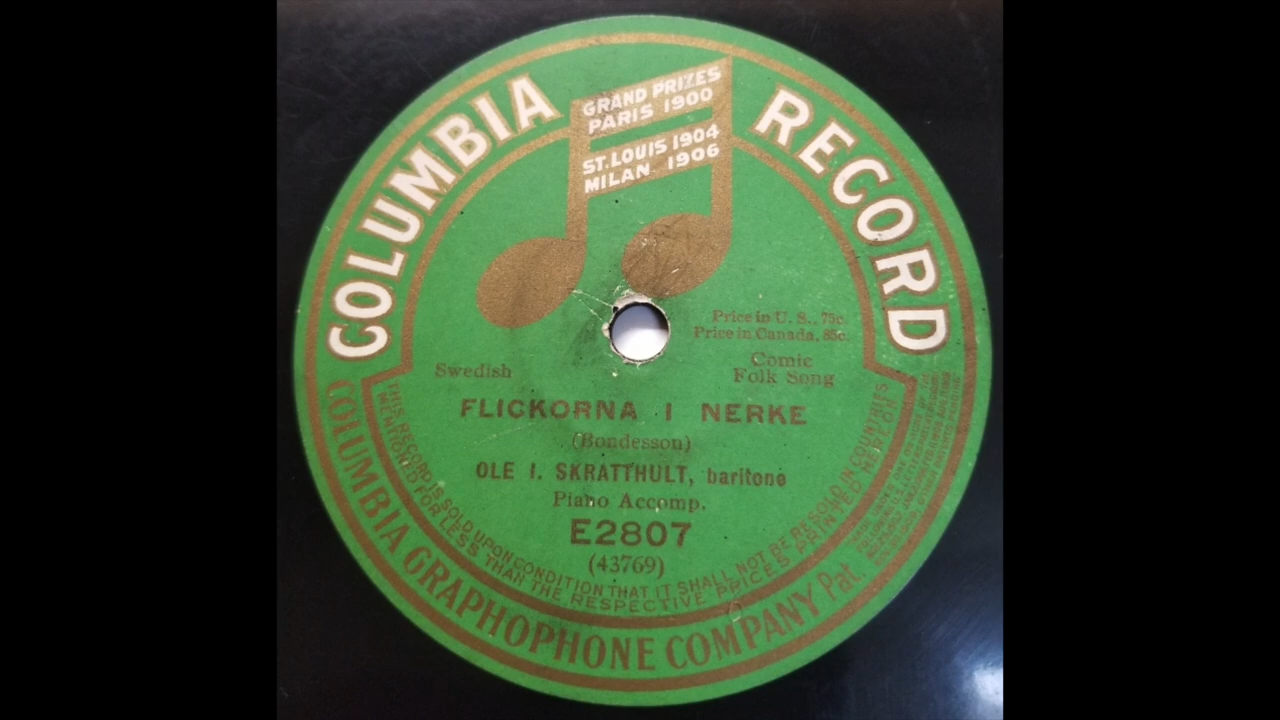 COLUMBIA RECORD
GRAND PRIZES
PARIS 1900
ST. LOUIS 1904
MILAN 1906
Price in U. S., 75c.
Price in Canada, 85c.
Swedish
Comic
Folk Song
FLICKORNA I NERKE
(Bondesson)
OLE I. SKRATTHULT, baritone
Piano Accomp.
E2807
(43769)
THIS RECORD IS SOLD UPON CONDITION THAT IT SHALL NOT BE RESOLD IN COUNTRIES
MENTIONED FOR LESS THAN THE RESPECTIVE PRICES PRINTED HEREON
COLUMBIA GRAPHOPHONE COMPANY Pat.